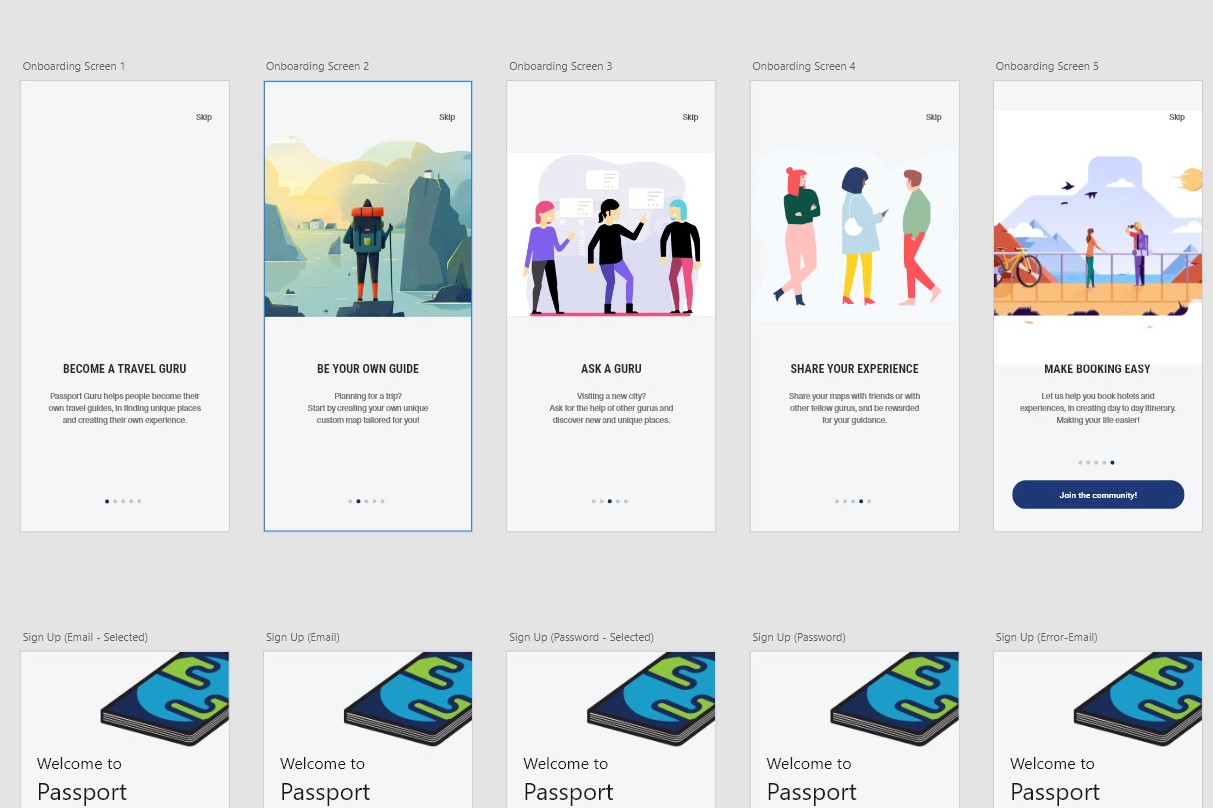 Onboarding Screen 1
Skip
BECOME A TRAVEL GURU
Passport Guru helps people become their
own travel guides, in finding unique places
and creating their own experience.
Onboarding Screen 2
Skip
BE YOUR OWN GUIDE
Planning for a trip?
Start by creating your own unique
custom map tailored for you!
Onboarding Screen 3
Skip
ASK A GURU
Visiting a new city?
Ask for the help of other gurus and
discover new and unique places.
Onboarding Screen 4
Skip
SHARE YOUR EXPERIENCE
Share your maps with friends or with
other fellow gurus, and be rewarded
for your guidance.
Onboarding Screen 5
Skip
MAKE BOOKING EASY
Let us help you book hotels and
experiences, in creating day to day itinerary.
Making your life easier!
Join the community!
Sign Up (Email - Selected)
Welcome to
Passport
Sign Up (Email)
Welcome to
Passport
Sign Up (Password - Selected)
Welcome to
Passport
Sign Up (Password)
Welcome to
Passport
Sign Up (Error-Email)
Welcome to
Passport